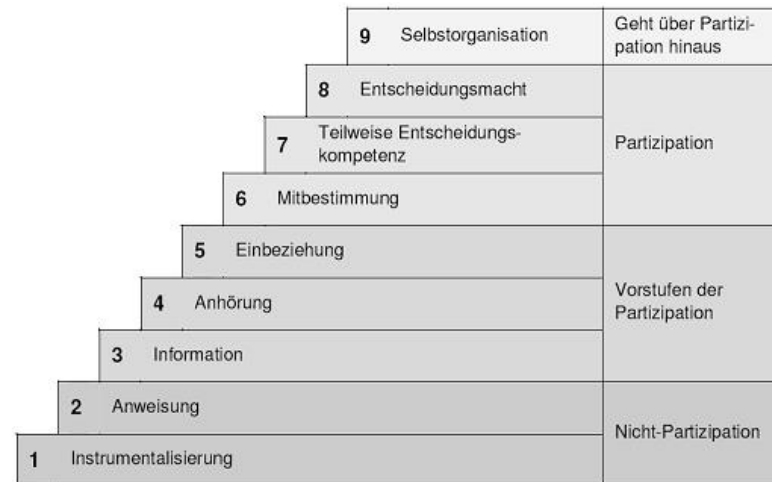 9 Selbstorganisation
Geht über Partizi-
pation hinaus
8 Entscheidungsmacht
7 Teilweise Entscheidungs-
kompetenz
6 Mitbestimmung
Partizipation
5 Einbeziehung
4 Anhörung
3 Information
Vorstufen der
Partizipation
2 Anweisung
1 Instrumentalisierung
Nicht-Partizipation